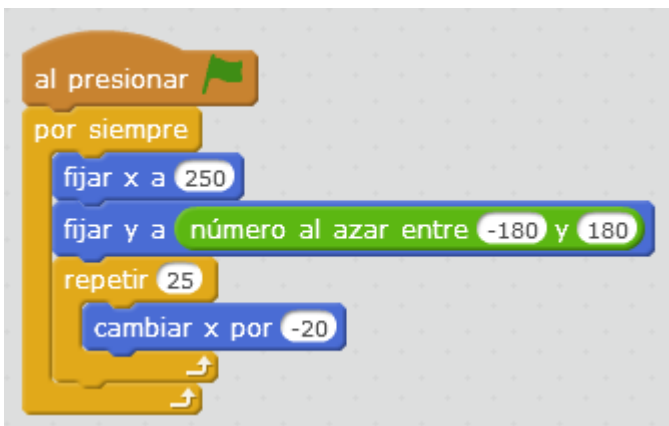 al presionar
por siempre
fijar x a 250
fijar y a número al azar entre -180 y 180
repetir 25
cambiar x por -20